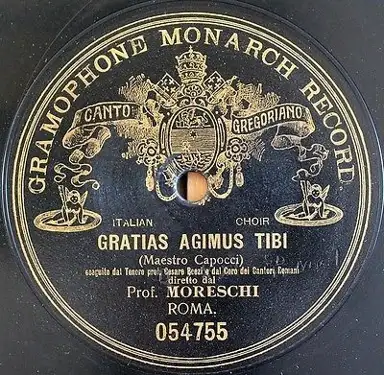 GRAMOPHONE MONARCH RECORD.
CANTO GREGORIANO
ITALIAN CHOIR
GRATIAS AGIMUS TIBI
(Maestro Capocci)
eseguito dal Tenore prof. Cesare Boezi e dal Coro dei Cantori Romani
diretto dal
Prof. MORESCHI
ROMA.
054755